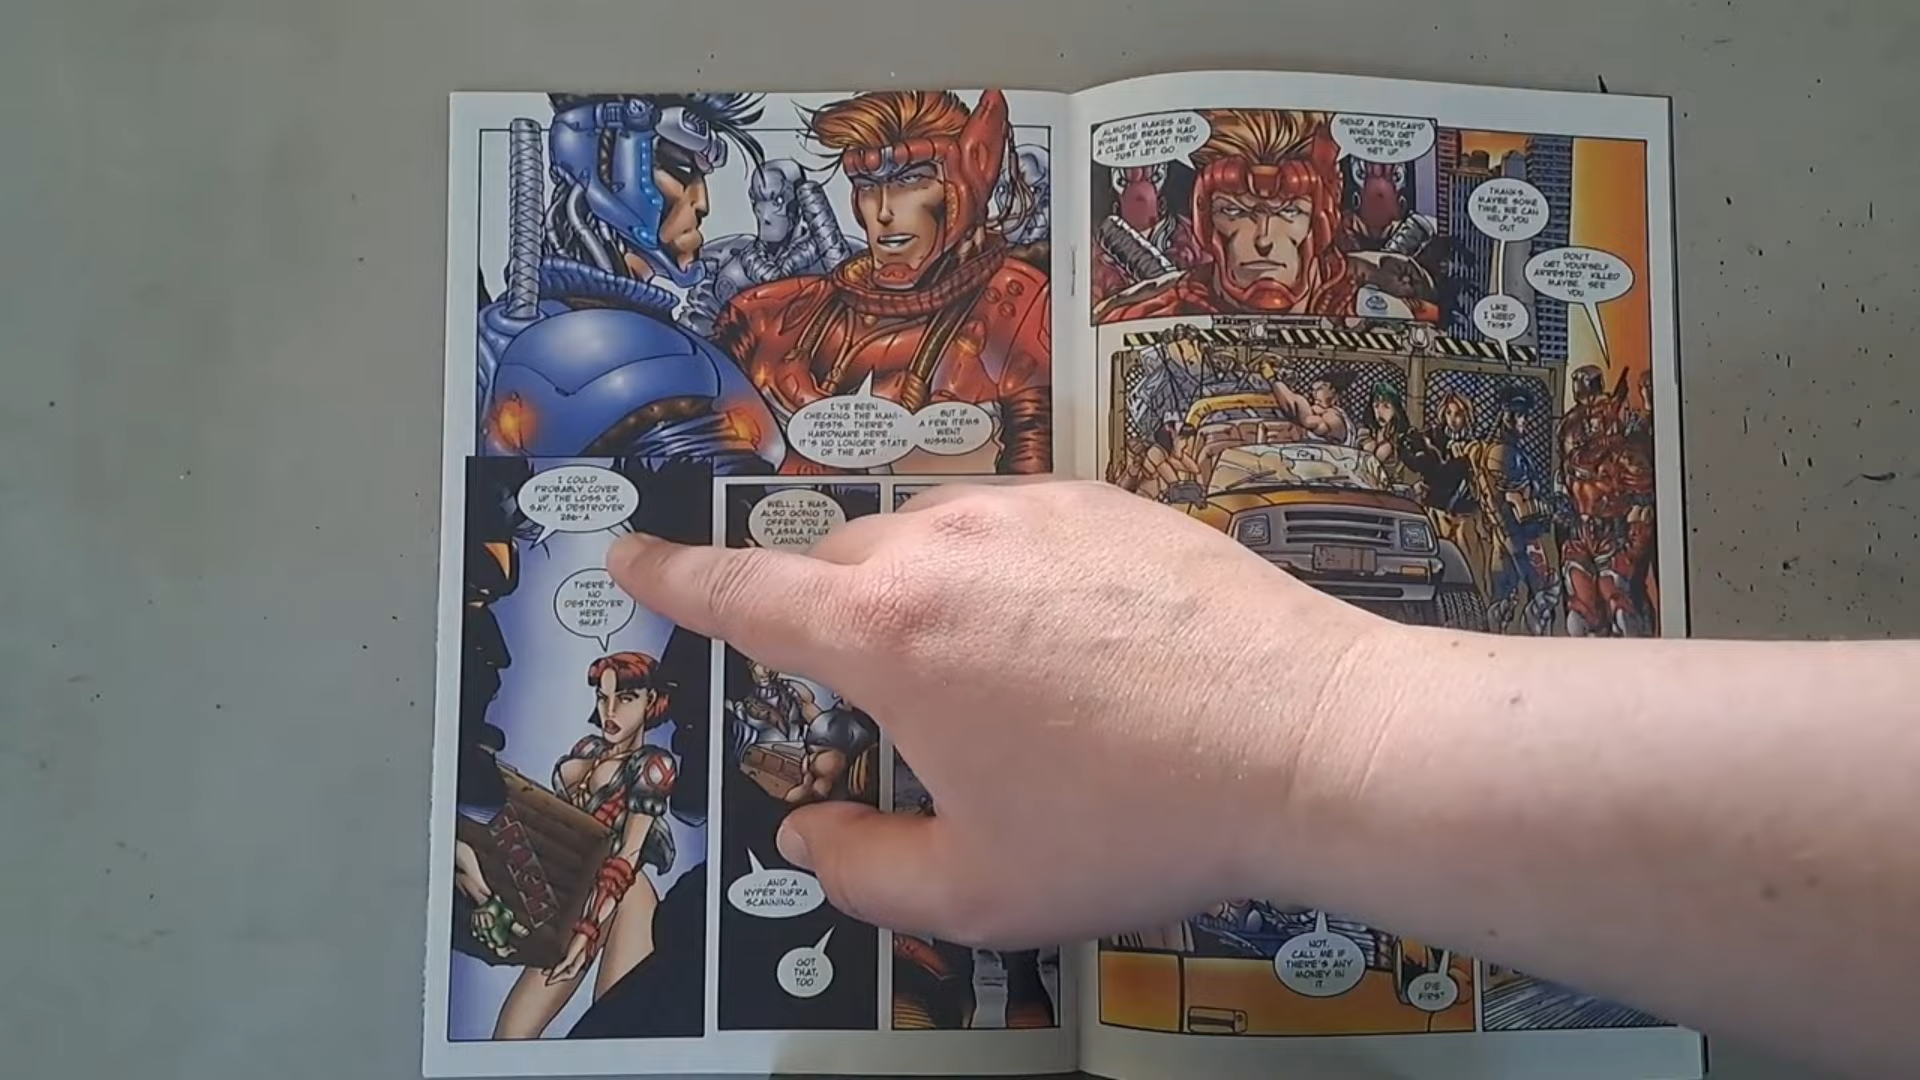 I'VE BEEN
CHECKING THE MANI-
FESTS. THERE'S
HARDWARE HERE...
IT'S NO LONGER STATE
OF THE ART...
... BUT IF
A FEW ITEMS
WENT
MISSING...
I COULD
PROBABLY COVER
UP THE LOSS OF,
SAY, A DESTROYER
286-A.
THERE'S
NO
DESTROYER
HERE,
SHAFT.
WELL, I WAS
ALSO GOING TO
OFFER YOU A
PLASMA FLUX
CANNON...
...AND A
HYPER INFRA
SCANNING...
GOT
THAT,
TOO.
ALMOST MAKES ME
WISH THE BRASS HAD
A CLUE OF WHAT THEY
JUST LET GO.
SEND A POSTCARD
WHEN YOU GET
YOURSELVES
SET UP.
THANKS.
MAYBE SOME
TIME, WE CAN
HELP YOU
OUT.
LIKE
I NEED
THIS?
DON'T
GET YOURSELF
ARRESTED. KILLED
MAYBE. SEE
YOU.
NOT.
CALL ME IF
THERE'S ANY
MONEY IN
IT.
DIE
FIRST.